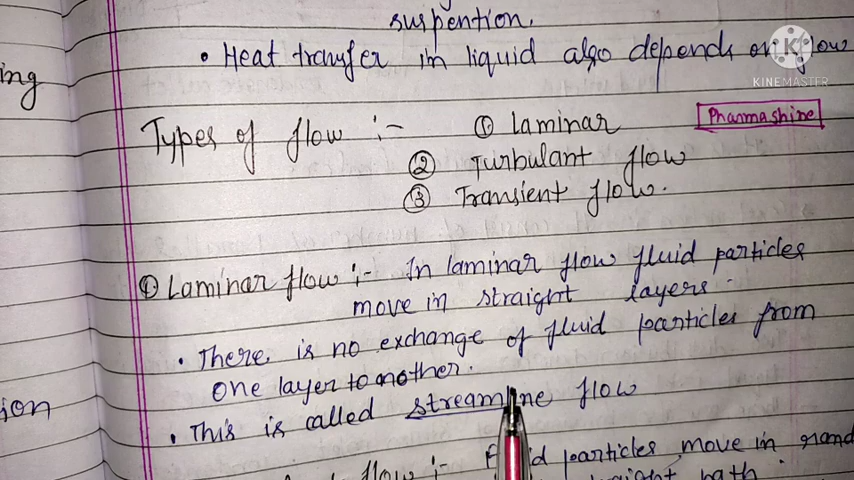 suspention.
ing
• Heat transfer in liquid also depends on flow
KINEMASTER
Types of flow :- ① Laminar
Pharmashine
② Turbulant flow
③ Transient flow.
① Laminar flow :- In laminar flow fluid particles
move in straight layers.
• There is no exchange of fluid particles from
one layer to another.
ion
• This is called streamline flow
flow :- particles move in
path.